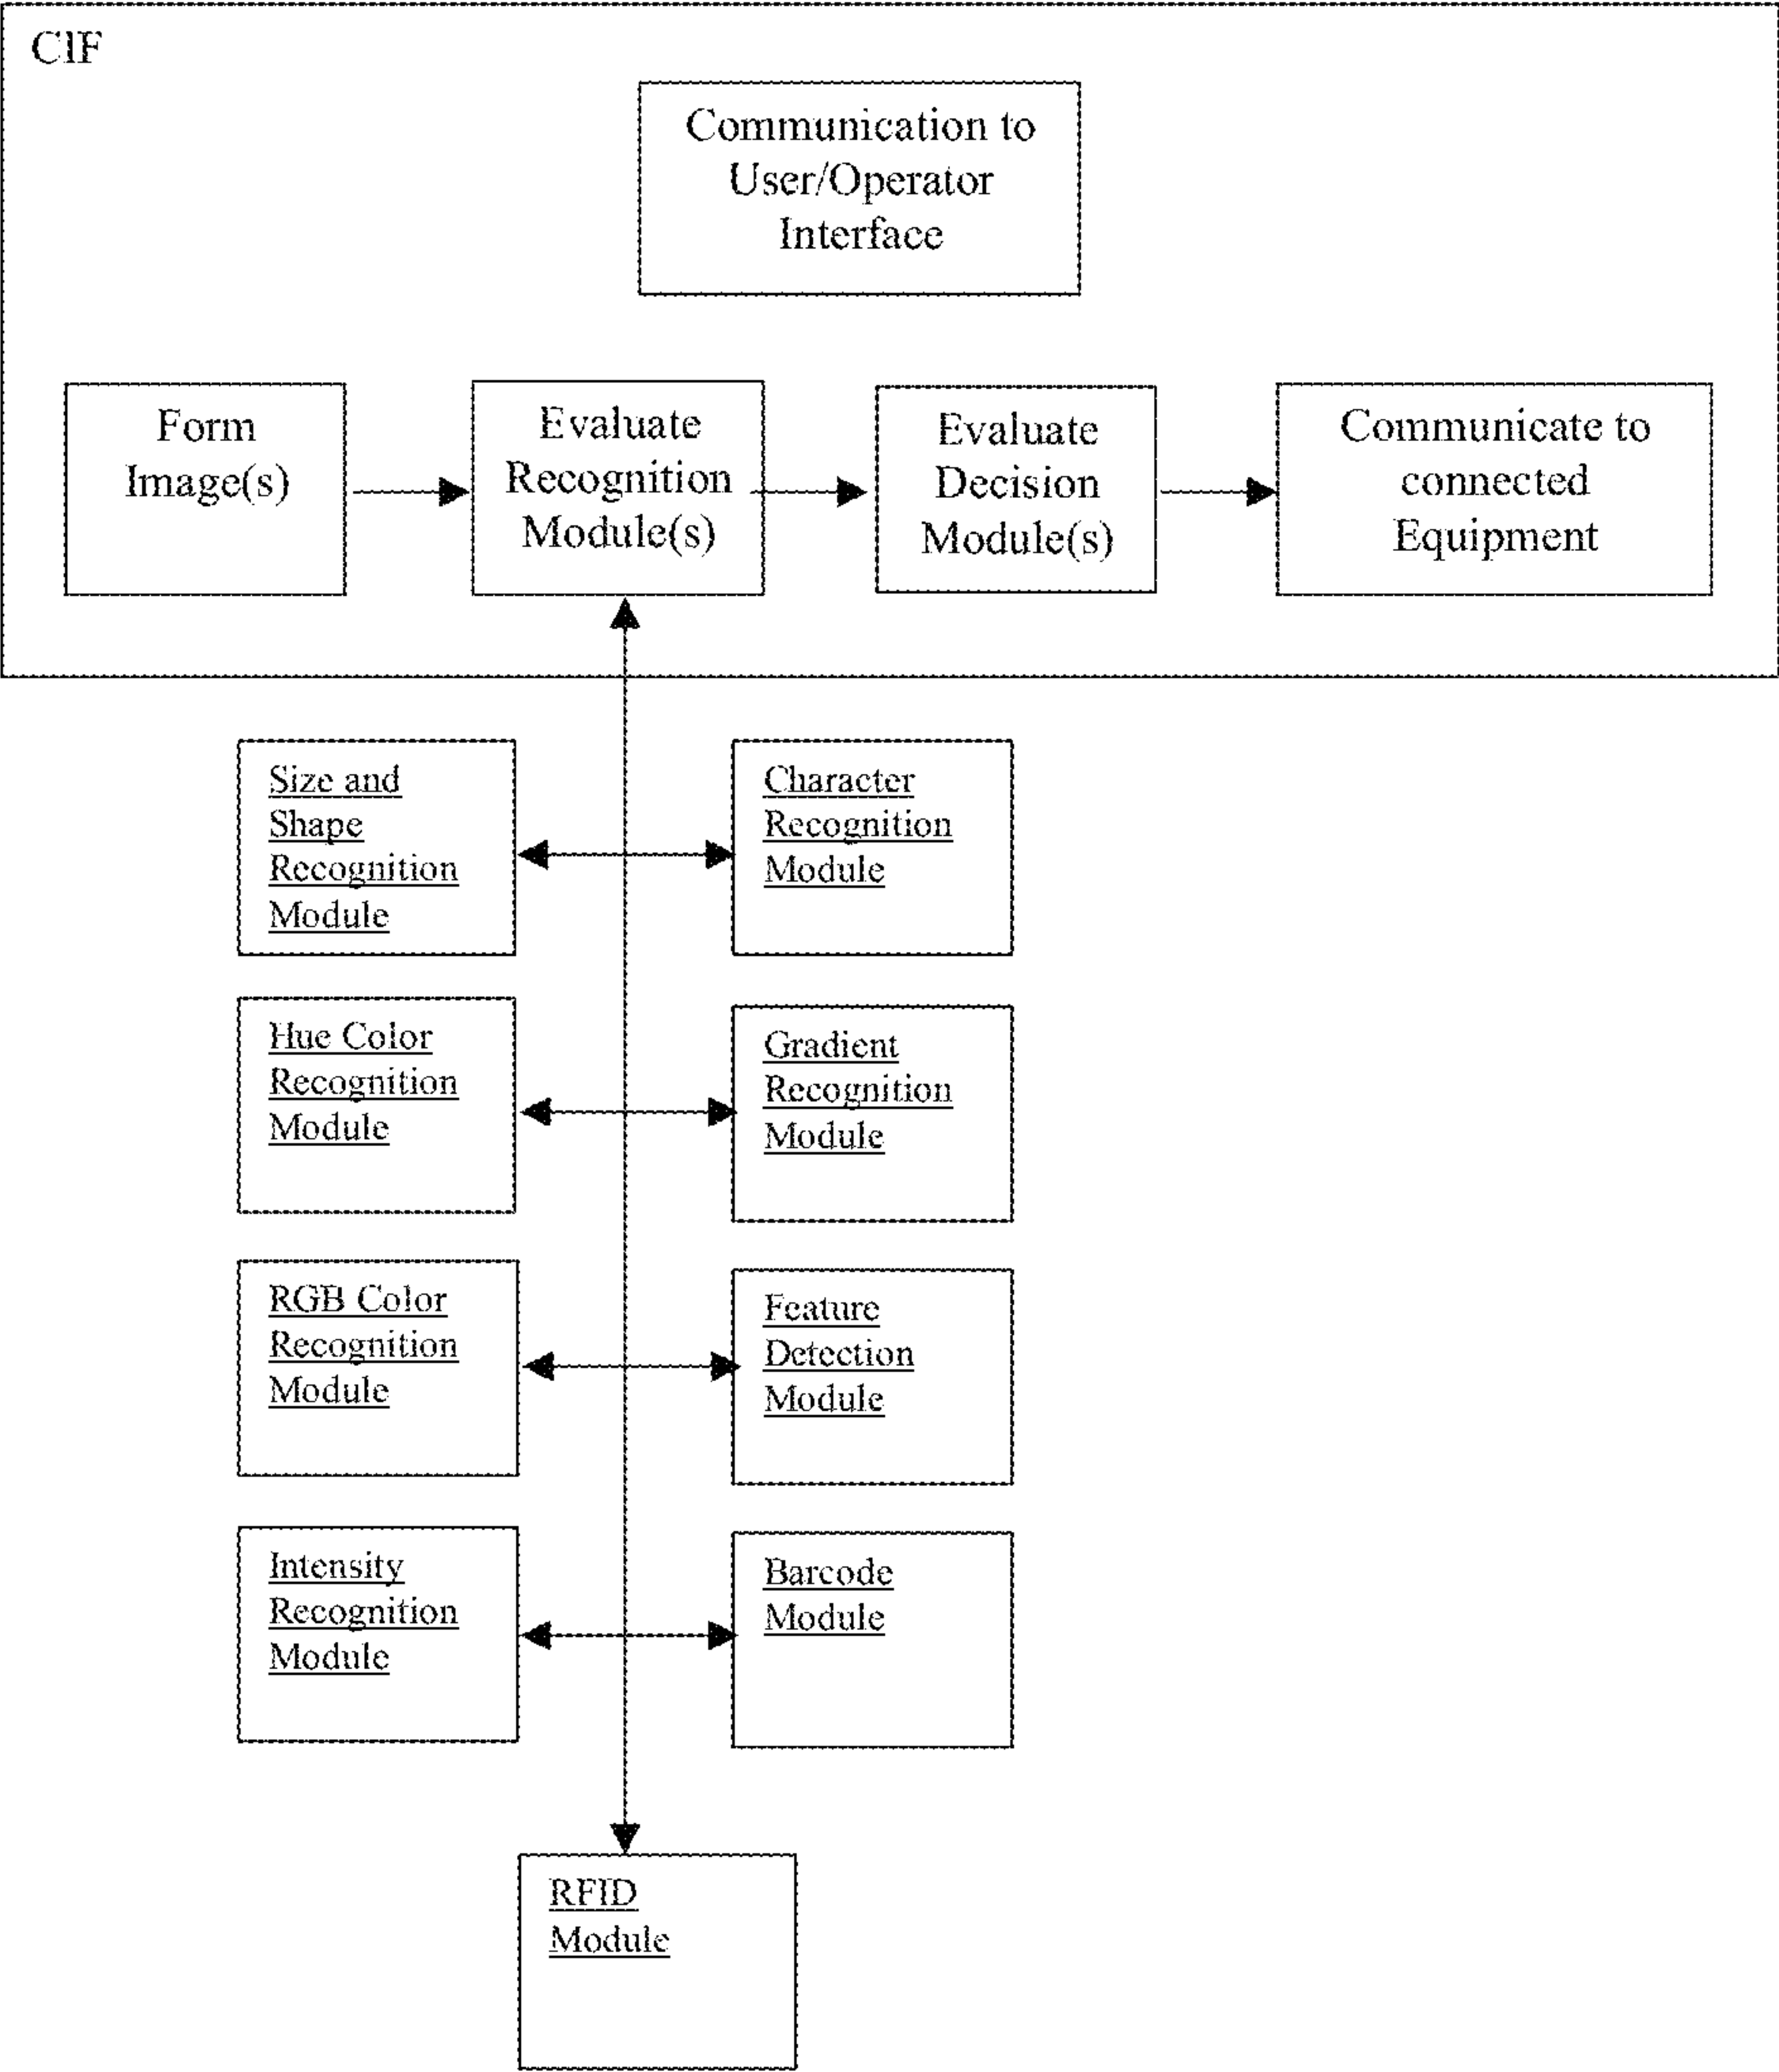 CIF
Communication to
User/Operator
Interface
Form
Image(s)
Evaluate
Recognition
Module(s)
Evaluate
Decision
Module(s)
Communicate to
connected
Equipment
Size and
Shape
Recognition
Module
Character
Recognition
Module
Hue Color
Recognition
Module
Gradient
Recognition
Module
RGB Color
Recognition
Module
Feature
Detection
Module
Intensity
Recognition
Module
Barcode
Module
RFID
Module